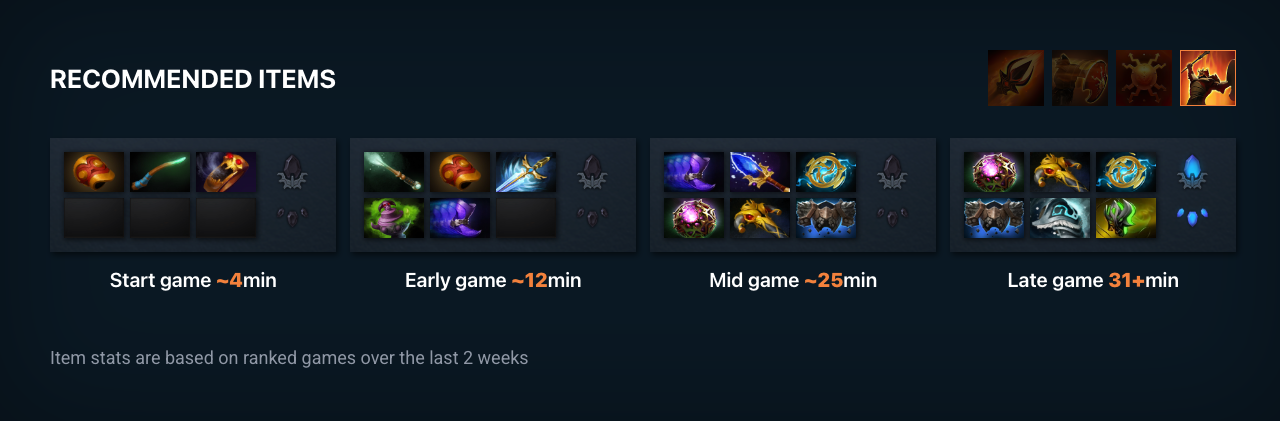 RECOMMENDED ITEMS
Start game ~4min
Early game ~12min
Mid game ~25min
Late game 31+min
Item stats are based on ranked games over the last 2 weeks